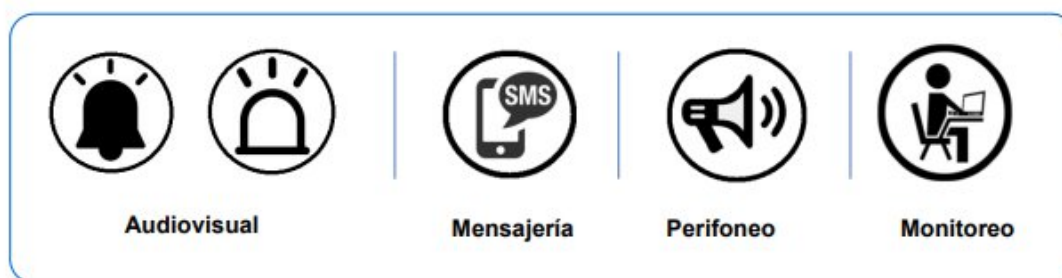 SMS
Audiovisual
Mensajería
Perifoneo
Monitoreo